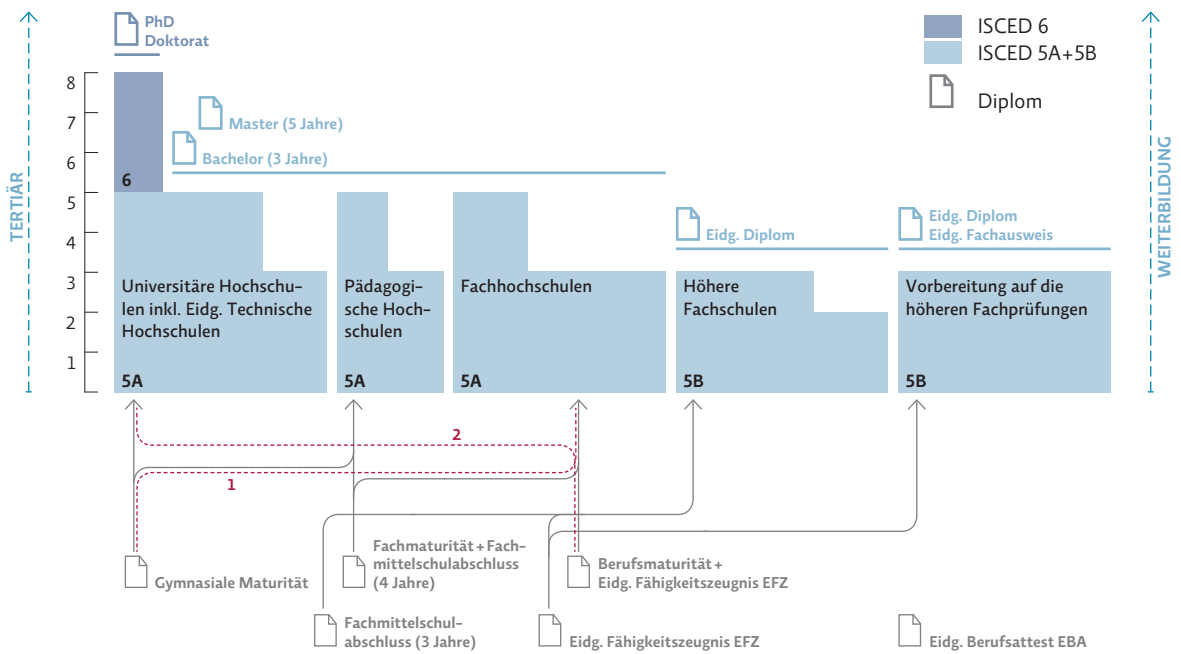 PhD
Doktorat
ISCED 6
ISCED 5A+5B
Diplom
TERTIÄR
WEITERBILDUNG
8
7
6
5
4
3
2
1
Master (5 Jahre)
Bachelor (3 Jahre)
6
Eidg. Diplom
Eidg. Diplom
Eidg. Fachausweis
Universitäre Hochschu-
len inkl. Eidg. Technische
Hochschulen
5A
Pädagogi-
sche Hoch-
schulen
5A
Fachhochschulen
5A
Höhere
Fachschulen
5B
Vorbereitung auf die
höheren Fachprüfungen
5B
2
1
Gymnasiale Maturität
Fachmaturität + Fach-
mittelschulabschluss
(4 Jahre)
Berufsmaturität +
Eidg. Fähigkeitszeugnis EFZ
Fachmittelschul-
abschluss (3 Jahre)
Eidg. Fähigkeitszeugnis EFZ
Eidg. Berufsattest EBA